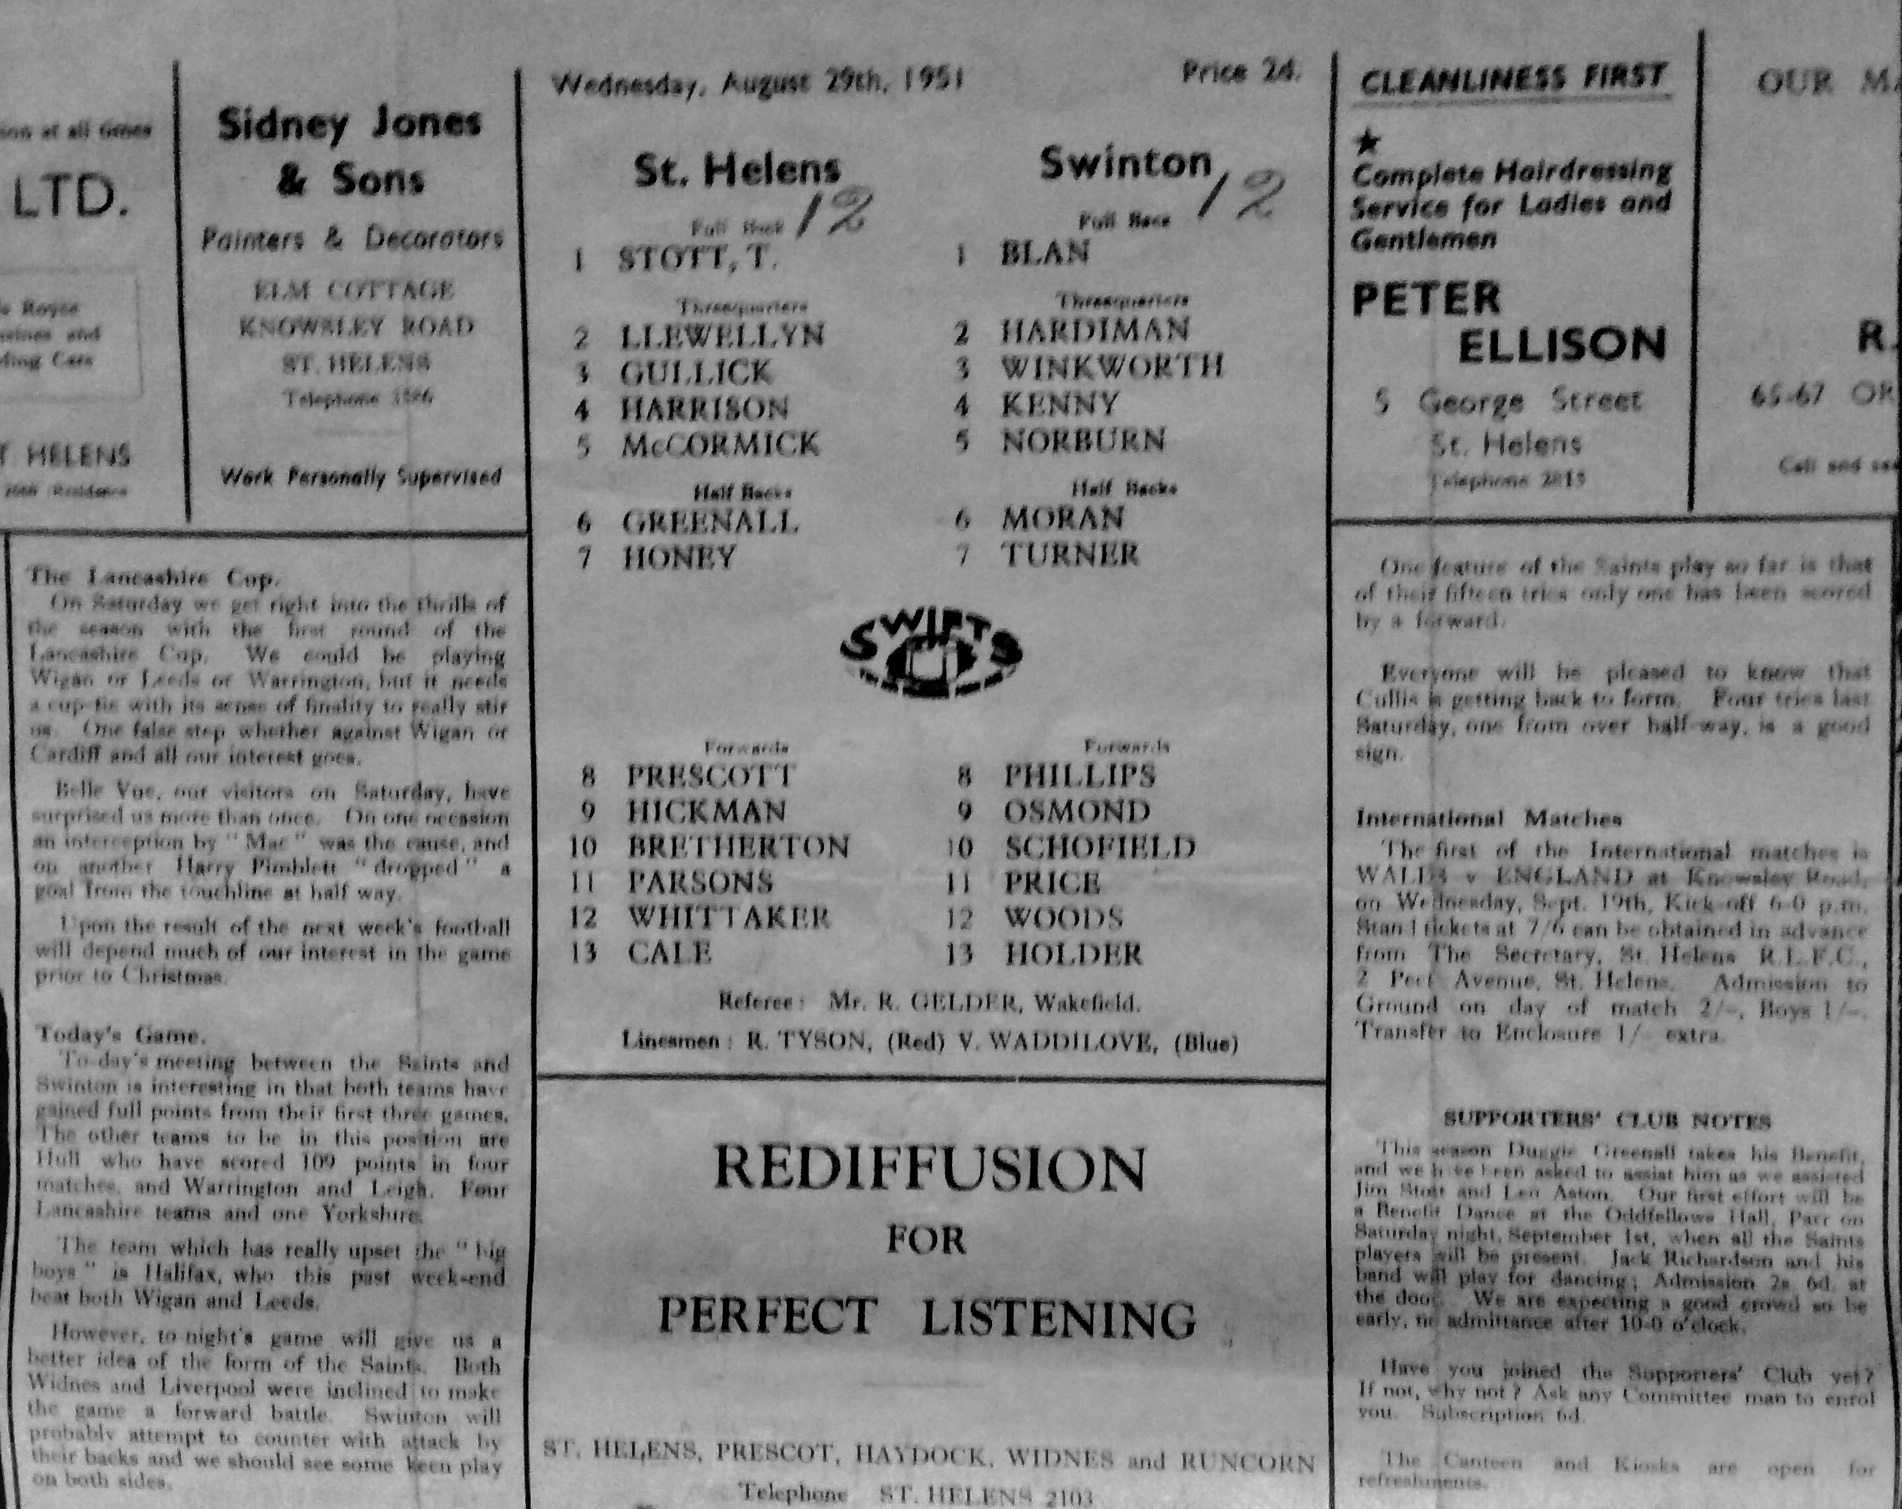 ion at all times
LTD.
Royce
and
ding Cars
T HELENS
Residence
Sidney Jones
& Sons
Painters & Decorators
ELM COTTAGE
KNOWSLEY ROAD
ST. HELENS
Telephone
Work Personally Supervised
Wednesday, August 29th, 1951
Price 2d.
St. Helens
12
Full Back
1 STOTT, T.
Threequarters
2 LLEWELLYN
3 GULLICK
4 HARRISON
5 McCORMICK
Half Backs
6 GREENALL
7 HONEY
Swinton
12
Full Back
1 BLAN
Threequarters
2 HARDIMAN
3 WINKWORTH
4 KENNY
5 NORBURN
Half Backs
6 MORAN
7 TURNER
SWIFTS
Forwards
8 PRESCOTT
9 HICKMAN
10 BRETHERTON
11 PARSONS
12 WHITTAKER
13 CALE
Forwards
8 PHILLIPS
9 OSMOND
10 SCHOFIELD
11 PRICE
12 WOODS
13 HOLDER
Referee: Mr. R. GELDER, Wakefield.
Linesmen: R. TYSON, (Red) V. WADDILOVE, (Blue)
CLEANLINESS FIRST
★
Complete Hairdressing
Service for Ladies and
Gentlemen
PETER
ELLISON
5 George Street
St. Helens
Telephone
OUR MA
R.
65-67 OR
Call and see
The Lancashire Cup.
On Saturday we get right into the thrills of
the season with the first round of the
Lancashire Cup. We could be playing
Wigan or Leeds or Warrington, but it needs
a cup-tie with its sense of finality to really stir
us. One false step whether against Wigan or
Cardiff and all our interest goes.
Belle Vue, our visitors on Saturday, have
surprised us more than once. On one occasion
an interception by "Mac" was the cause, and
on another Harry Pimblett "dropped" a
goal from the touchline at half way.
Upon the result of the next week's football
will depend much of our interest in the game
prior to Christmas.
Today's Game.
To-day's meeting between the Saints and
Swinton is interesting in that both teams have
gained full points from their first three games.
The other teams to be in this position are
Hull who have scored 109 points in four
matches, and Warrington and Leigh. Four
Lancashire teams and one Yorkshire.
The team which has really upset the "big
boys" is Halifax, who this past week-end
beat both Wigan and Leeds.
However, to-night's game will give us a
better idea of the form of the Saints. Both
Widnes and Liverpool were inclined to make
the game a forward battle. Swinton will
probably attempt to counter with attack by
their backs and we should see some keen play
on both sides.
REDIFFUSION
FOR
PERFECT LISTENING
ST. HELENS, PRESCOT, HAYDOCK, WIDNES and RUNCORN
Telephone ST. HELENS 2103
One feature of the Saints play so far is that
of their fifteen tries only one has been scored
by a forward.
Everyone will be pleased to know that
Cullis is getting back to form. Four tries last
Saturday, one from over half-way, is a good
sign.
International Matches
The first of the International matches is
WALES v ENGLAND at Knowsley Road,
on Wednesday, Sept. 19th, Kick-off 6-0 p.m.
Stand tickets at 7/6 can be obtained in advance
from The Secretary, St. Helens R.L.F.C.,
2 Peet Avenue, St. Helens. Admission to
Ground on day of match 2/-, Boys 1/-.
Transfer to Enclosure 1/- extra.
SUPPORTERS' CLUB NOTES
This season Duggie Greenall takes his Benefit,
and we have been asked to assist him as we assisted
Jim Stott and Len Aston. Our first effort will be
a Benefit Dance at the Oddfellows Hall, Parr on
Saturday night, September 1st, when all the Saints
players will be present. Jack Richardson and his
band will play for dancing; Admission 2s. 6d. at
the door. We are expecting a good crowd so be
early, no admittance after 10-0 o'clock.
Have you joined the Supporters' Club yet?
If not, why not? Ask any Committee man to enrol
you. Subscription 6d.
The Canteen and Kiosks are open for
refreshments.